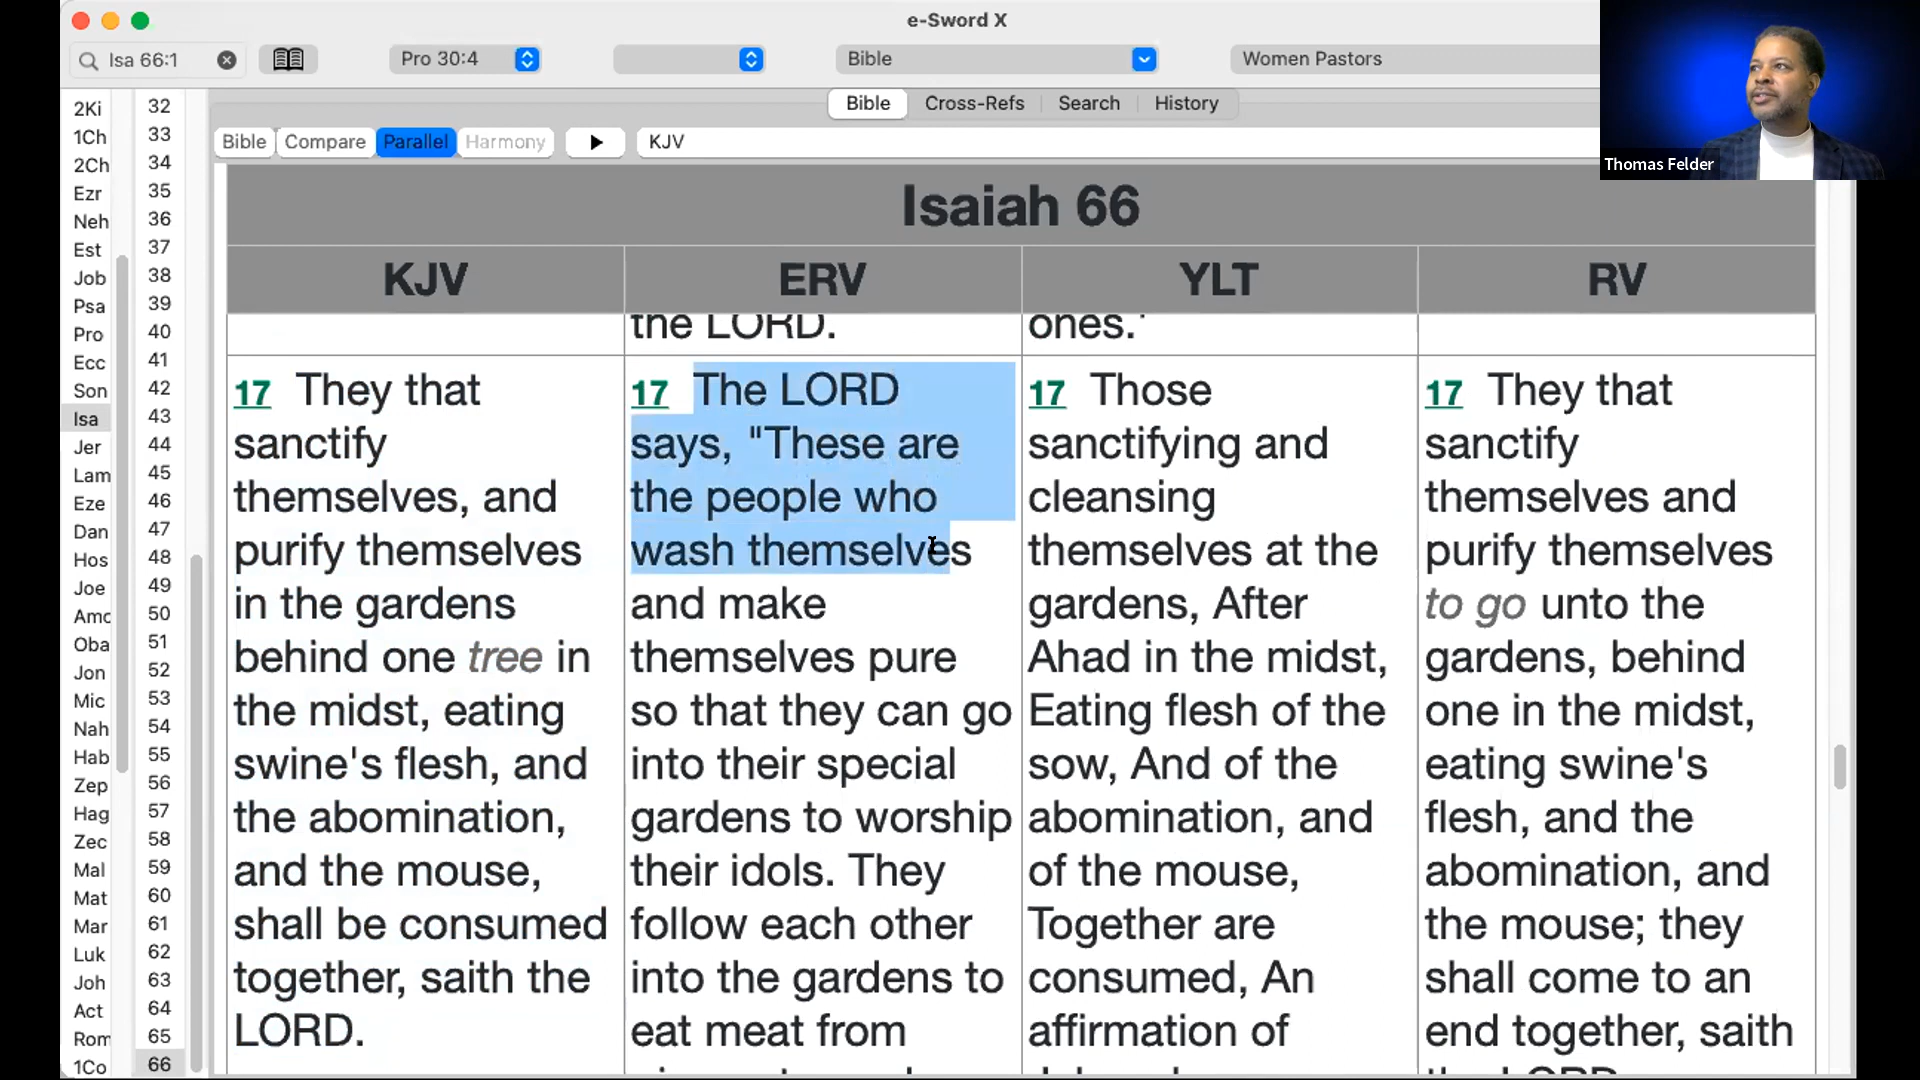 e-Sword X
Isa 66:1
Pro 30:4
Bible
Women Pastors
Thomas Felder
Bible Cross-Refs Search History
Bible Compare Parallel Harmony KJV
2Ki
1Ch
2Ch
Ezr
Neh
Est
Job
Psa
Pro
Ecc
Son
Isa
Jer
Lam
Eze
Dan
Hos
Joe
Amo
Oba
Jon
Mic
Nah
Hab
Zep
Hag
Zec
Mal
Mat
Mar
Luk
Joh
Act
Rom
1Co
32
33
34
35
36
37
38
39
40
41
42
43
44
45
46
47
48
49
50
51
52
53
54
55
56
57
58
59
60
61
62
63
64
65
66
Isaiah 66
KJV
17 They that
sanctify
themselves, and
purify themselves
in the gardens
behind one tree in
the midst, eating
swine's flesh, and
the abomination,
and the mouse,
shall be consumed
together, saith the
LORD.
ERV
the LORD.
17 The LORD
says, "These are
the people who
wash themselves
and make
themselves pure
so that they can go
into their special
gardens to worship
their idols. They
follow each other
into the gardens to
eat meat from
YLT
ones.'
17 Those
sanctifying and
cleansing
themselves at the
gardens, After
Ahad in the midst,
Eating flesh of the
sow, And of the
abomination, and
of the mouse,
Together are
consumed, An
affirmation of
RV
17 They that
sanctify
themselves and
purify themselves
to go unto the
gardens, behind
one in the midst,
eating swine's
flesh, and the
abomination, and
the mouse; they
shall come to an
end together, saith
the LORD.